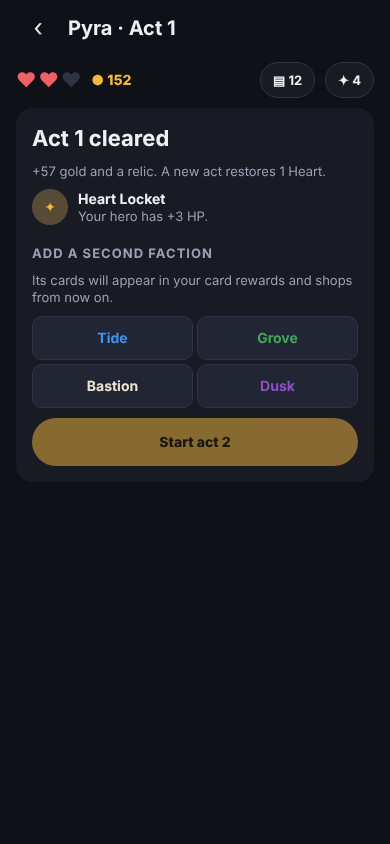 Pyra · Act 1
152
12
4
Act 1 cleared
+57 gold and a relic. A new act restores 1 Heart.
Heart Locket
Your hero has +3 HP.
ADD A SECOND FACTION
Its cards will appear in your card rewards and shops
from now on.
Tide
Grove
Bastion
Dusk
Start act 2